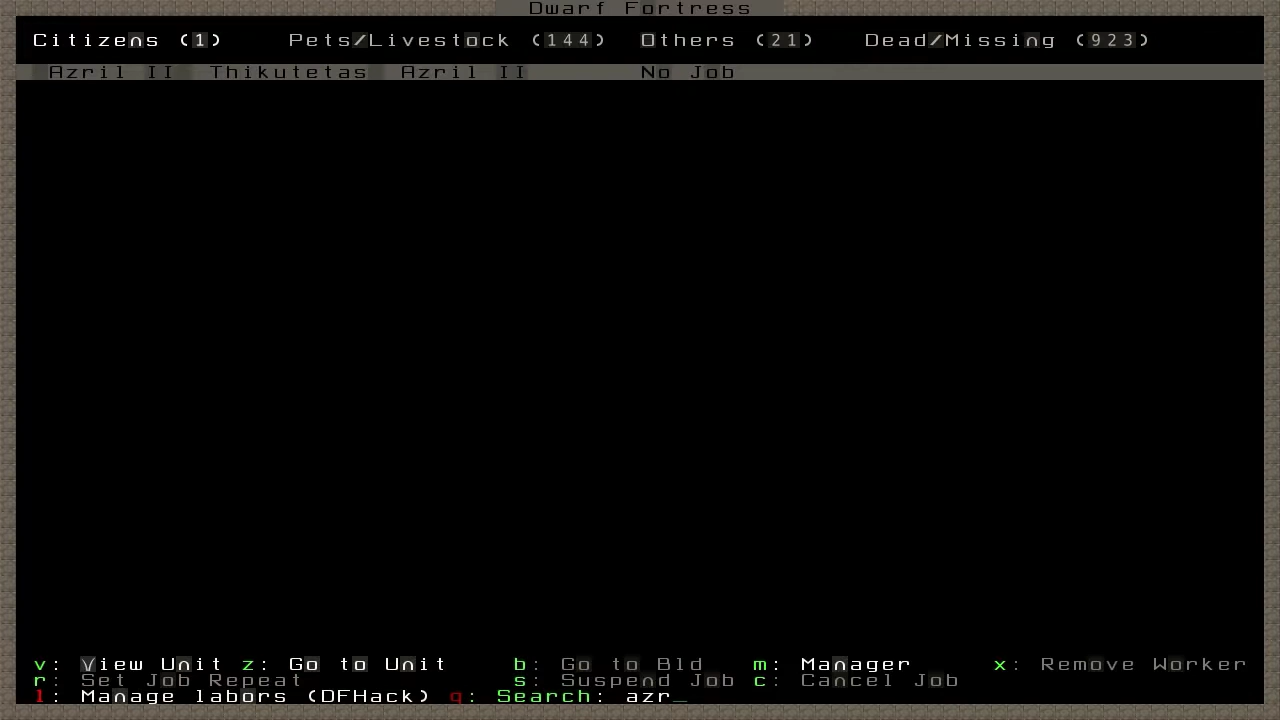 Dwarf Fortress
Citizens (1) Pets/Livestock (144) Others (21) Dead/Missing (923)
Azril II Thikutetas Azril II No Job
v: View Unit z: Go to Unit b: Go to Bld m: Manager x: Remove Worker
r: Set Job Repeat s: Suspend Job c: Cancel Job
l: Manage labors (DFHack) q: Search: azr_